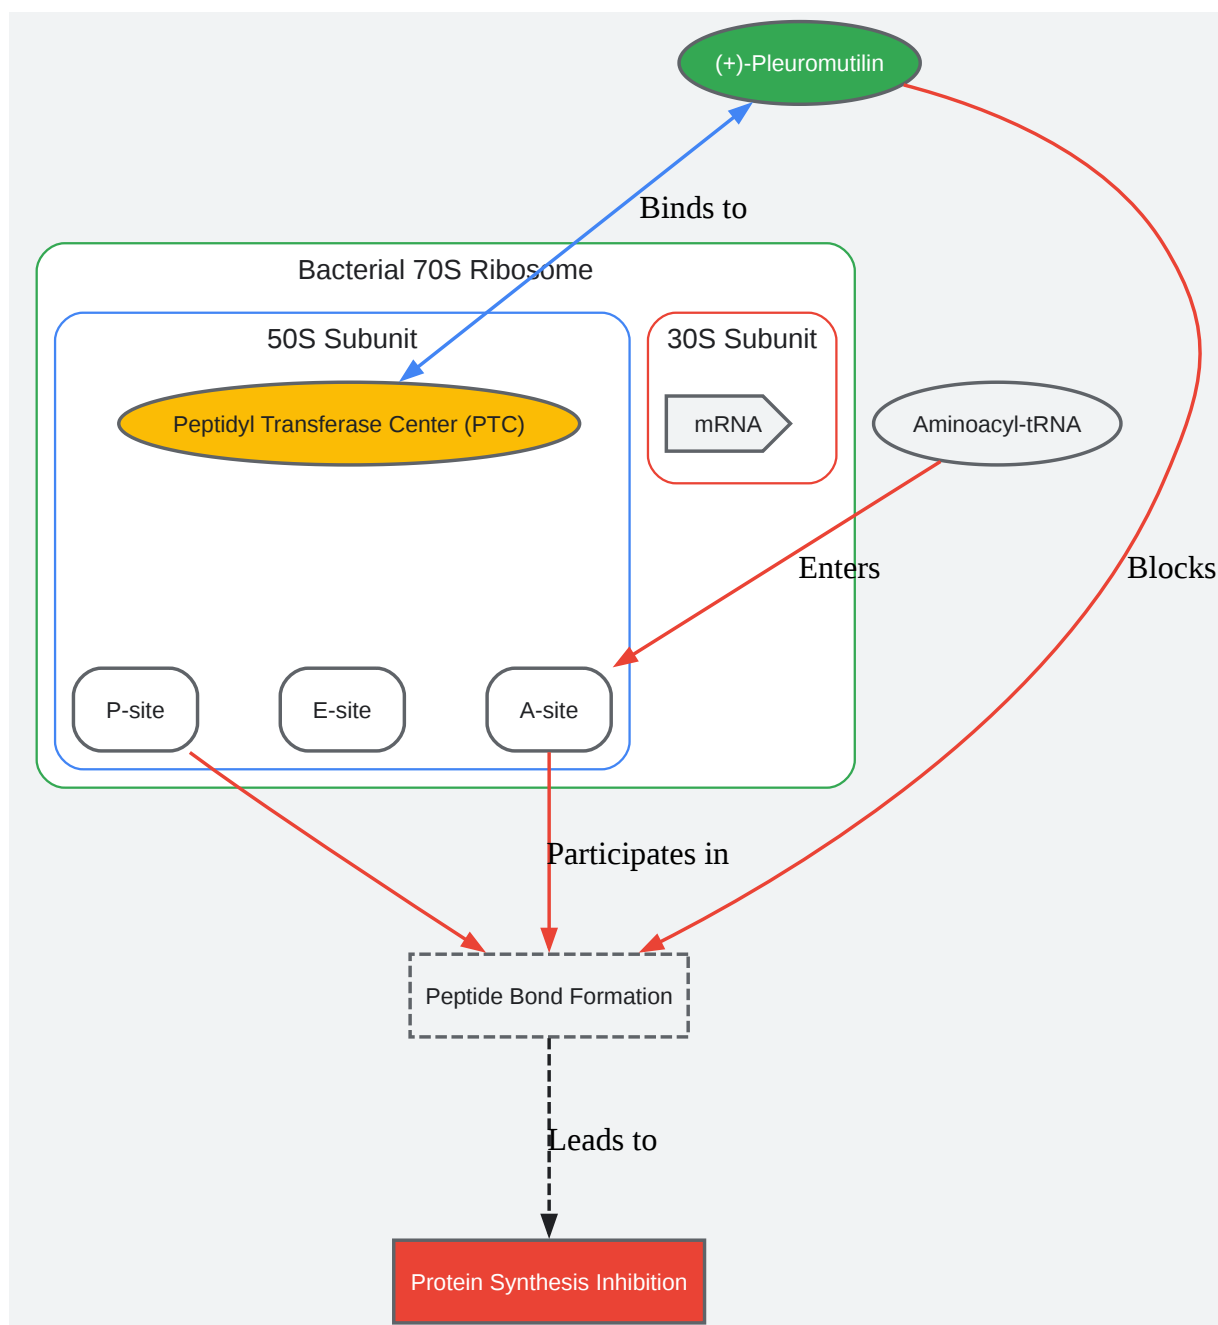 (+)-Pleuromutilin
Binds to
Bacterial 70S Ribosome
50S Subunit
30S Subunit
Peptidyl Transferase Center (PTC)
mRNA
Aminoacyl-tRNA
Enters
Blocks
P-site
E-site
A-site
Participates in
Peptide Bond Formation
Leads to
Protein Synthesis Inhibition